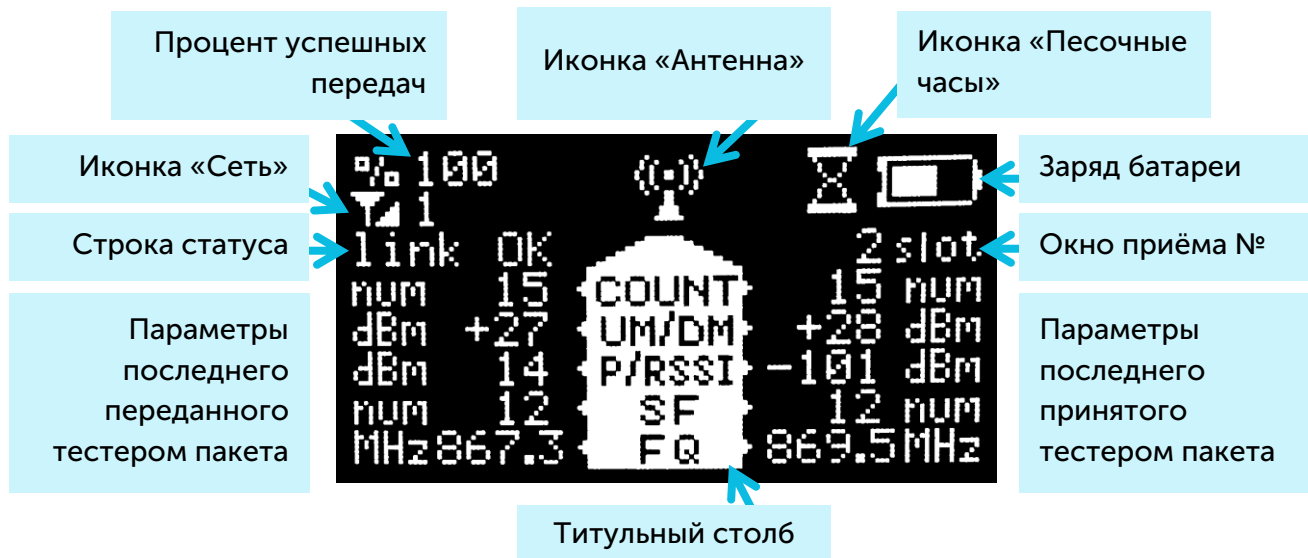 Процент успешных
передач
Иконка «Антенна»
Иконка «Песочные
часы»
Иконка «Сеть»
Строка статуса
Параметры
последнего
переданного
тестером пакета
% 100
1
link OK 2 slot
num 15 COUNT 15 num
dBm +27 UM/DM +28 dBm
dBm 14 P/RSSI -101 dBm
num 12 SF 12 num
MHz 867.3 FQ 869.5 MHz
Заряд батареи
Окно приёма №
Параметры
последнего
принятого
тестером пакета
Титульный столб